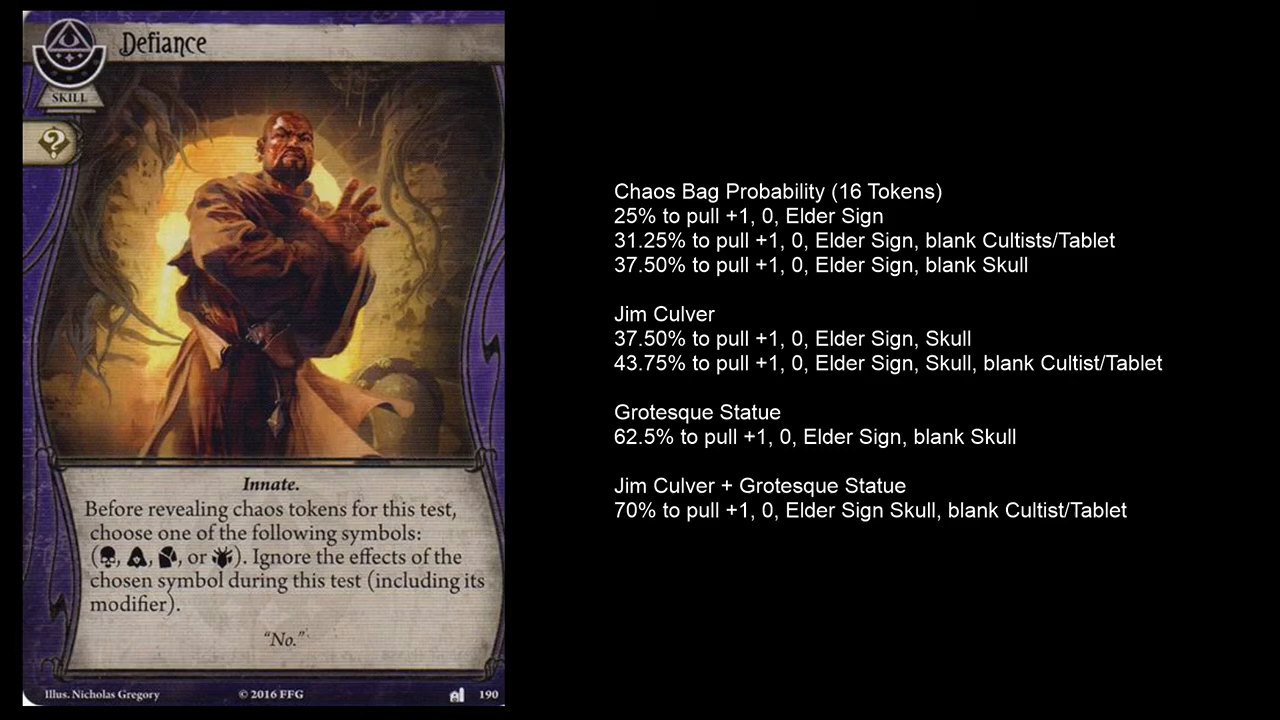 Defiance
SKILL
?
Innate.
Before revealing chaos tokens for this test,
choose one of the following symbols:
( , , , or ). Ignore the effects of the
chosen symbol during this test (including its
modifier).
“No.”
Illus. Nicholas Gregory © 2016 FFG 190
Chaos Bag Probability (16 Tokens)
25% to pull +1, 0, Elder Sign
31.25% to pull +1, 0, Elder Sign, blank Cultists/Tablet
37.50% to pull +1, 0, Elder Sign, blank Skull
Jim Culver
37.50% to pull +1, 0, Elder Sign, Skull
43.75% to pull +1, 0, Elder Sign, Skull, blank Cultist/Tablet
Grotesque Statue
62.5% to pull +1, 0, Elder Sign, blank Skull
Jim Culver + Grotesque Statue
70% to pull +1, 0, Elder Sign Skull, blank Cultist/Tablet